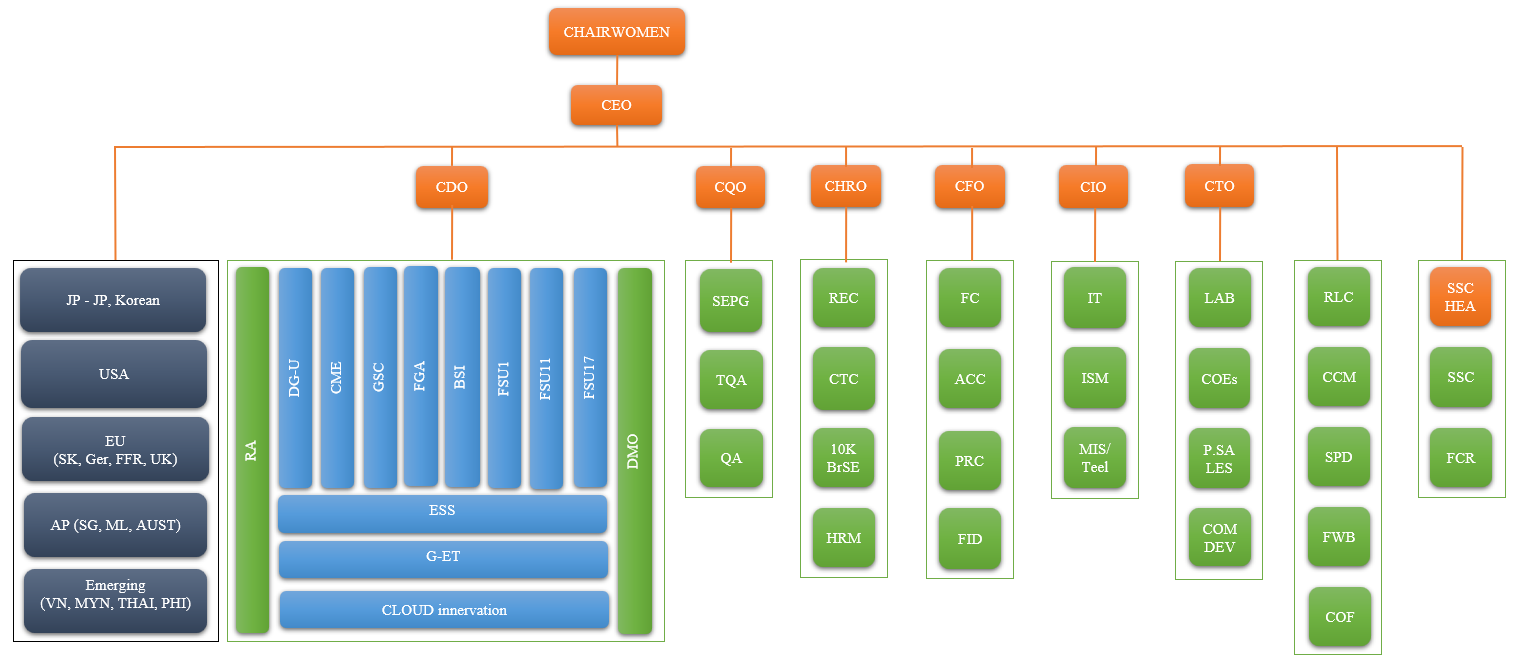 CHAIRWOMEN
CEO
CDO
CQO
CHRO
CFO
CIO
CTO
JP - JP, Korean
USA
EU
(SK, Ger, FFR, UK)
AP (SG, ML, AUST)
Emerging
(VN, MYN, THAI, PHI)
RA
DG-U
CME
GSC
FGA
BSI
FSU1
FSU11
FSU17
DMO
ESS
G-ET
CLOUD innervation
SEPG
TQA
QA
REC
CTC
10K
BrSE
HRM
FC
ACC
PRC
FID
IT
ISM
MIS/
Teel
LAB
COEs
P.SA
LES
COM
DEV
RLC
CCM
SPD
FWB
COF
SSC
HEA
SSC
FCR